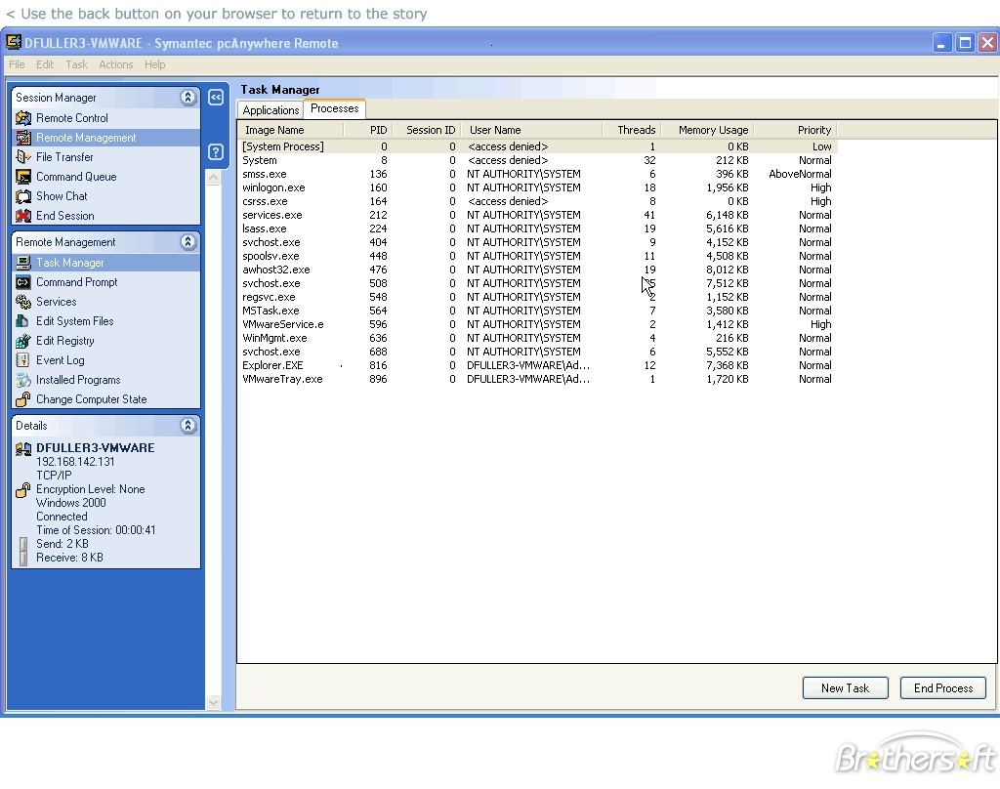 < Use the back button on your browser to return to the story
DFULLER3-VMWARE - Symantec pcAnywhere Remote
File Edit Task Actions Help
Session Manager
Remote Control
Remote Management
File Transfer
Command Queue
Show Chat
End Session
Remote Management
Task Manager
Command Prompt
Services
Edit System Files
Edit Registry
Event Log
Installed Programs
Change Computer State
Details
DFULLER3-VMWARE
192.168.142.131
TCP/IP
Encryption Level: None
Windows 2000
Connected
Time of Session: 00:00:41
Send: 2 KB
Receive: 8 KB
Task Manager
Applications Processes
Image Name PID Session ID User Name Threads Memory Usage Priority
[System Process] 0 0 <access denied> 1 0 KB Low
System 8 0 <access denied> 32 212 KB Normal
smss.exe 136 0 NT AUTHORITY\SYSTEM 6 396 KB AboveNormal
winlogon.exe 160 0 NT AUTHORITY\SYSTEM 18 1,956 KB High
csrss.exe 164 0 <access denied> 8 0 KB High
services.exe 212 0 NT AUTHORITY\SYSTEM 41 6,148 KB Normal
lsass.exe 224 0 NT AUTHORITY\SYSTEM 19 5,616 KB Normal
svchost.exe 404 0 NT AUTHORITY\SYSTEM 9 4,152 KB Normal
spoolsv.exe 448 0 NT AUTHORITY\SYSTEM 11 4,508 KB Normal
awhost32.exe 476 0 NT AUTHORITY\SYSTEM 19 8,012 KB Normal
svchost.exe 508 0 NT AUTHORITY\SYSTEM 7,512 KB Normal
regsvc.exe 548 0 NT AUTHORITY\SYSTEM 2 1,152 KB Normal
MSTask.exe 564 0 NT AUTHORITY\SYSTEM 7 3,580 KB Normal
VMwareService.e 596 0 NT AUTHORITY\SYSTEM 2 1,412 KB High
WinMgmt.exe 636 0 NT AUTHORITY\SYSTEM 4 216 KB Normal
svchost.exe 688 0 NT AUTHORITY\SYSTEM 6 5,552 KB Normal
Explorer.EXE 816 0 DFULLER3-VMWARE\Ad... 12 7,368 KB Normal
VMwareTray.exe 896 0 DFULLER3-VMWARE\Ad... 1 1,720 KB Normal
New Task End Process
Brothersoft